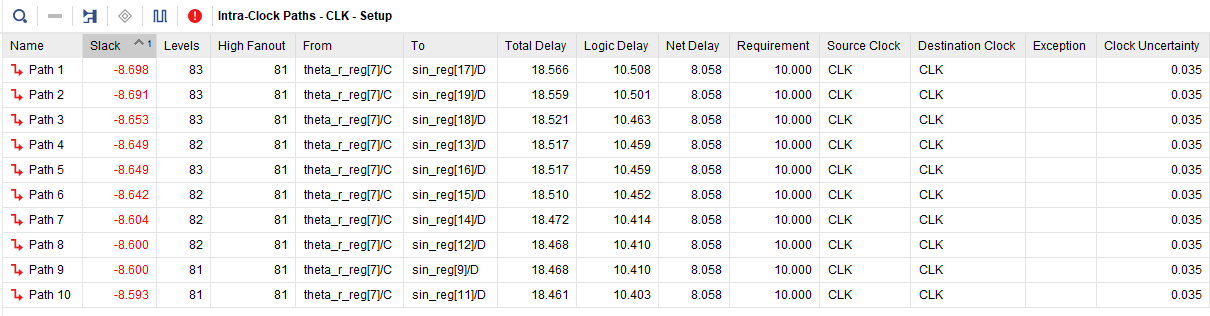 Intra-Clock Paths - CLK - Setup
Name Slack 1 Levels High Fanout From To Total Delay Logic Delay Net Delay Requirement Source Clock Destination Clock Exception Clock Uncertainty
Path 1 -8.698 83 81 theta_r_reg[7]/C sin_reg[17]/D 18.566 10.508 8.058 10.000 CLK CLK 0.035
Path 2 -8.691 83 81 theta_r_reg[7]/C sin_reg[19]/D 18.559 10.501 8.058 10.000 CLK CLK 0.035
Path 3 -8.653 83 81 theta_r_reg[7]/C sin_reg[18]/D 18.521 10.463 8.058 10.000 CLK CLK 0.035
Path 4 -8.649 82 81 theta_r_reg[7]/C sin_reg[13]/D 18.517 10.459 8.058 10.000 CLK CLK 0.035
Path 5 -8.649 83 81 theta_r_reg[7]/C sin_reg[16]/D 18.517 10.459 8.058 10.000 CLK CLK 0.035
Path 6 -8.642 82 81 theta_r_reg[7]/C sin_reg[15]/D 18.510 10.452 8.058 10.000 CLK CLK 0.035
Path 7 -8.604 82 81 theta_r_reg[7]/C sin_reg[14]/D 18.472 10.414 8.058 10.000 CLK CLK 0.035
Path 8 -8.600 82 81 theta_r_reg[7]/C sin_reg[12]/D 18.468 10.410 8.058 10.000 CLK CLK 0.035
Path 9 -8.600 81 81 theta_r_reg[7]/C sin_reg[9]/D 18.468 10.410 8.058 10.000 CLK CLK 0.035
Path 10 -8.593 81 81 theta_r_reg[7]/C sin_reg[11]/D 18.461 10.403 8.058 10.000 CLK CLK 0.035